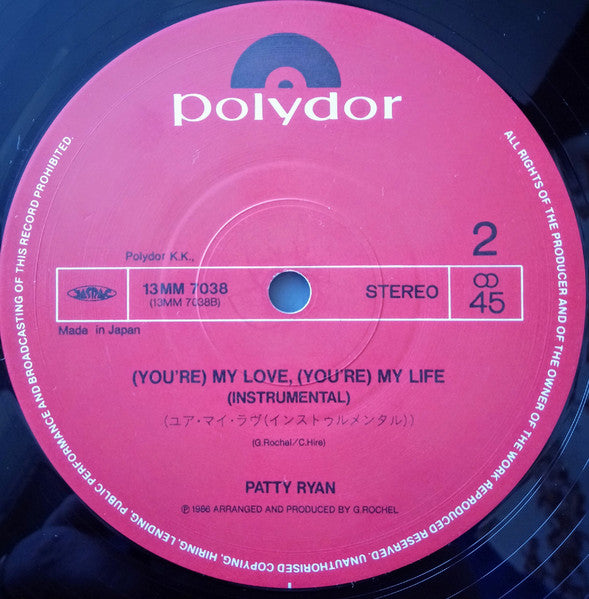 polydor
ALL RIGHTS OF THE PRODUCER AND OF THE OWNER OF THE WORK REPRODUCED RESERVED. UNAUTHORISED COPYING, HIRING, LENDING, PUBLIC PERFORMANCE AND BROADCASTING OF THIS RECORD PROHIBITED.
2
Polydor K.K.,
JASRAC
13MM 7038
(13MM 7038B)
STEREO
45
Made in Japan
(YOU'RE) MY LOVE, (YOU'RE) MY LIFE
(INSTRUMENTAL)
(ユア・マイ・ラヴ(インストゥルメンタル))
(G.Rochel/C.Hire)
PATTY RYAN
℗ 1986 ARRANGED AND PRODUCED BY G.ROCHEL